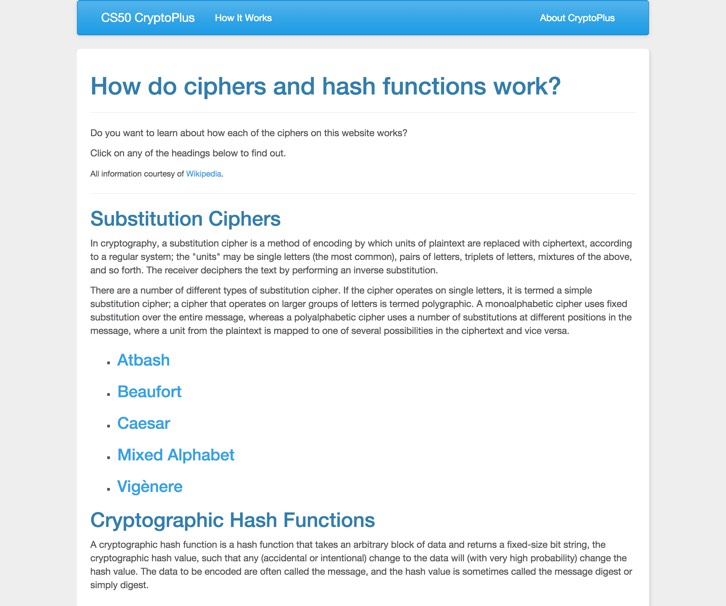 CS50 CryptoPlus How It Works About CryptoPlus
How do ciphers and hash functions work?
Do you want to learn about how each of the ciphers on this website works?
Click on any of the headings below to find out.
All information courtesy of Wikipedia.
Substitution Ciphers
In cryptography, a substitution cipher is a method of encoding by which units of plaintext are replaced with ciphertext, according
to a regular system; the "units" may be single letters (the most common), pairs of letters, triplets of letters, mixtures of the above,
and so forth. The receiver deciphers the text by performing an inverse substitution.
There are a number of different types of substitution cipher. If the cipher operates on single letters, it is termed a simple
substitution cipher; a cipher that operates on larger groups of letters is termed polygraphic. A monoalphabetic cipher uses fixed
substitution over the entire message, whereas a polyalphabetic cipher uses a number of substitutions at different positions in the
message, where a unit from the plaintext is mapped to one of several possibilities in the ciphertext and vice versa.
• Atbash
• Beaufort
• Caesar
• Mixed Alphabet
• Vigènere
Cryptographic Hash Functions
A cryptographic hash function is a hash function that takes an arbitrary block of data and returns a fixed-size bit string, the
cryptographic hash value, such that any (accidental or intentional) change to the data will (with very high probability) change the
hash value. The data to be encoded are often called the message, and the hash value is sometimes called the message digest or
simply digest.